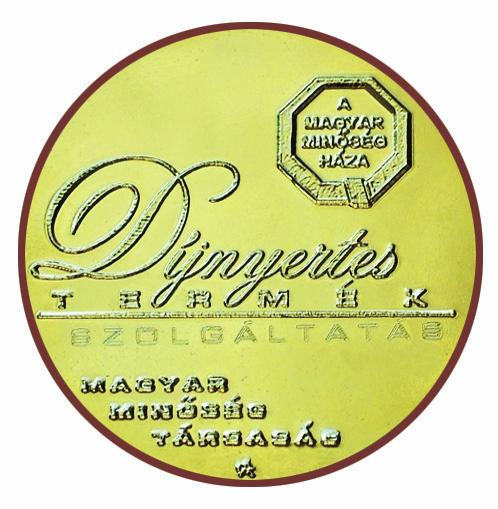 A
MAGYAR
MINŐSÉG
HÁZA
Díjnyertes
TERMÉK
SZOLGÁLTATÁS
MAGYAR
MINŐSÉG
TÁRSASÁG